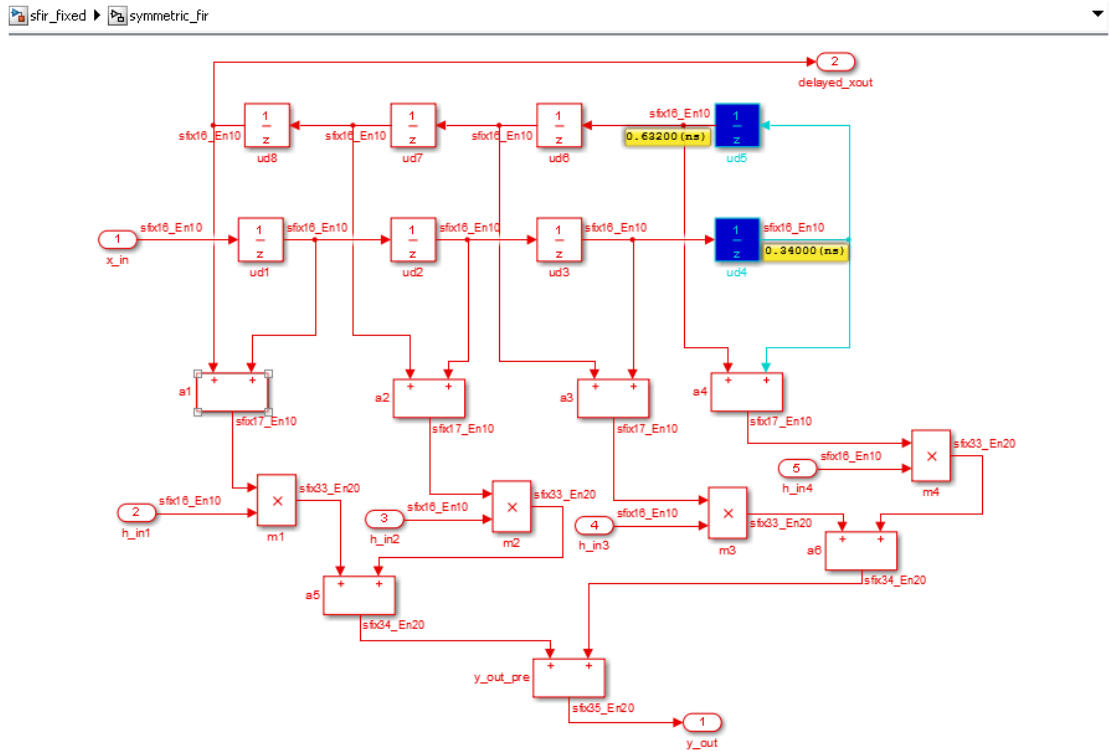 sfir_fixed ▶ symmetric_fir
2
delayed_xout
sfix16_En10
1
z
ud8
sfix16_En10
1
z
ud7
sfix16_En10
1
z
ud6
sfix16_En10
0.63200(ns)
1
z
ud5
1
x_in
sfix16_En10
1
z
ud1
sfix16_En10
1
z
ud2
sfix16_En10
1
z
ud3
sfix16_En10
1
z
ud4
sfix16_En10
0.34000(ns)
a1
+ +
sfix17_En10
a2
+ +
sfix17_En10
a3
+ +
sfix17_En10
a4
+ +
sfix17_En10
2
h_in1
sfix16_En10
×
m1
sfix33_En20
3
h_in2
sfix16_En10
×
m2
sfix33_En20
4
h_in3
sfix16_En10
×
m3
sfix33_En20
5
h_in4
sfix16_En10
×
m4
sfix33_En20
a5
+ +
sfix34_En20
a6
+ +
sfix34_En20
y_out_pre
+ +
sfix35_En20
1
y_out